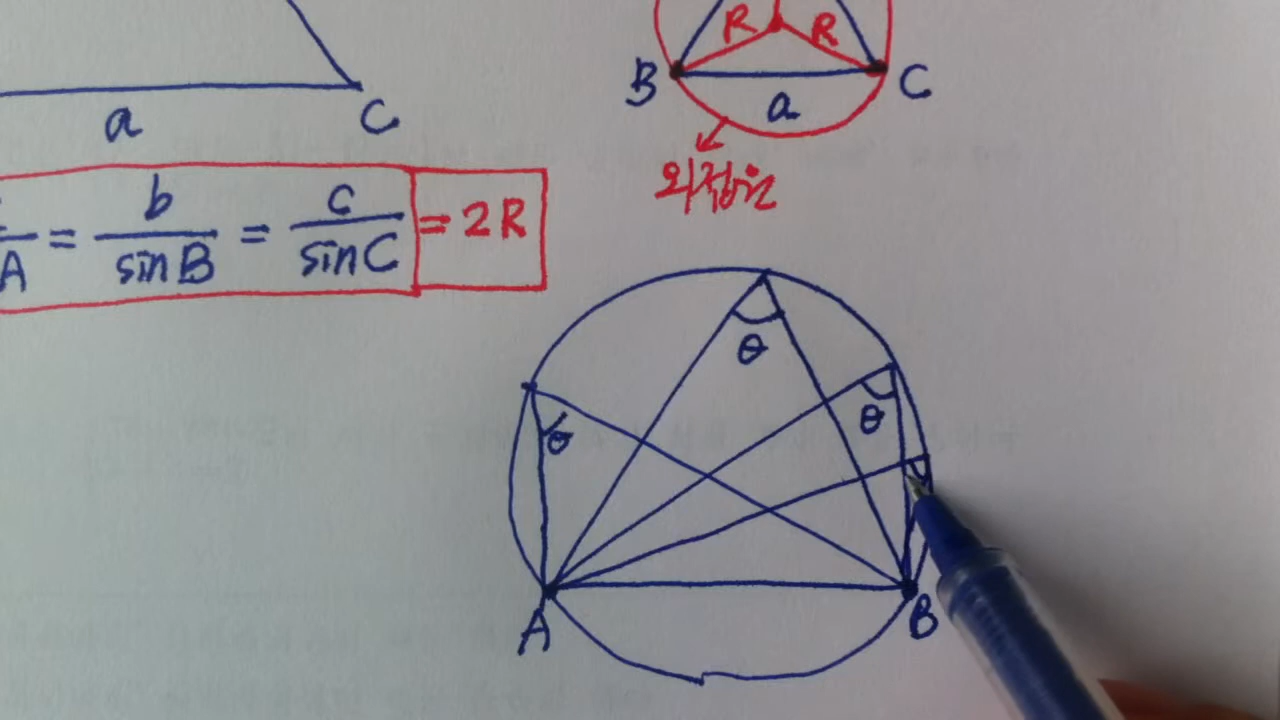 R R
B C
a
a C
외접원
A = b/sinB = c/sinC = 2R
θ
θ
θ
A B